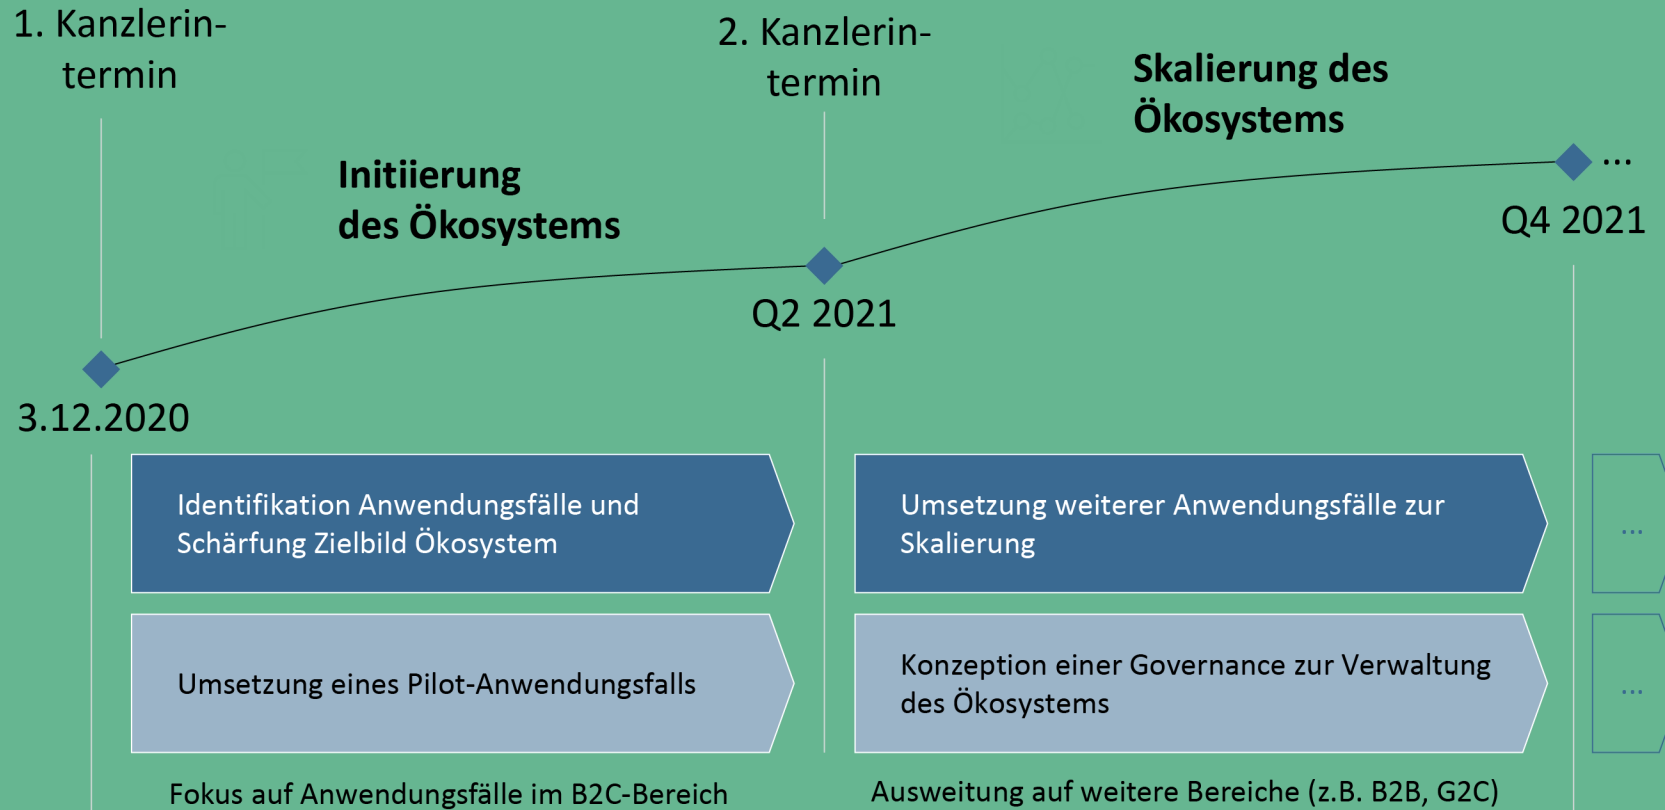 1. Kanzlerin-
termin
2. Kanzlerin-
termin
Skalierung des
Ökosystems
Initiierung
des Ökosystems
...
Q4 2021
Q2 2021
3.12.2020
Identifikation Anwendungsfälle und
Schärfung Zielbild Ökosystem
Umsetzung weiterer Anwendungsfälle zur
Skalierung
...
Umsetzung eines Pilot-Anwendungsfalls
Konzeption einer Governance zur Verwaltung
des Ökosystems
...
Fokus auf Anwendungsfälle im B2C-Bereich
Ausweitung auf weitere Bereiche (z.B. B2B, G2C)